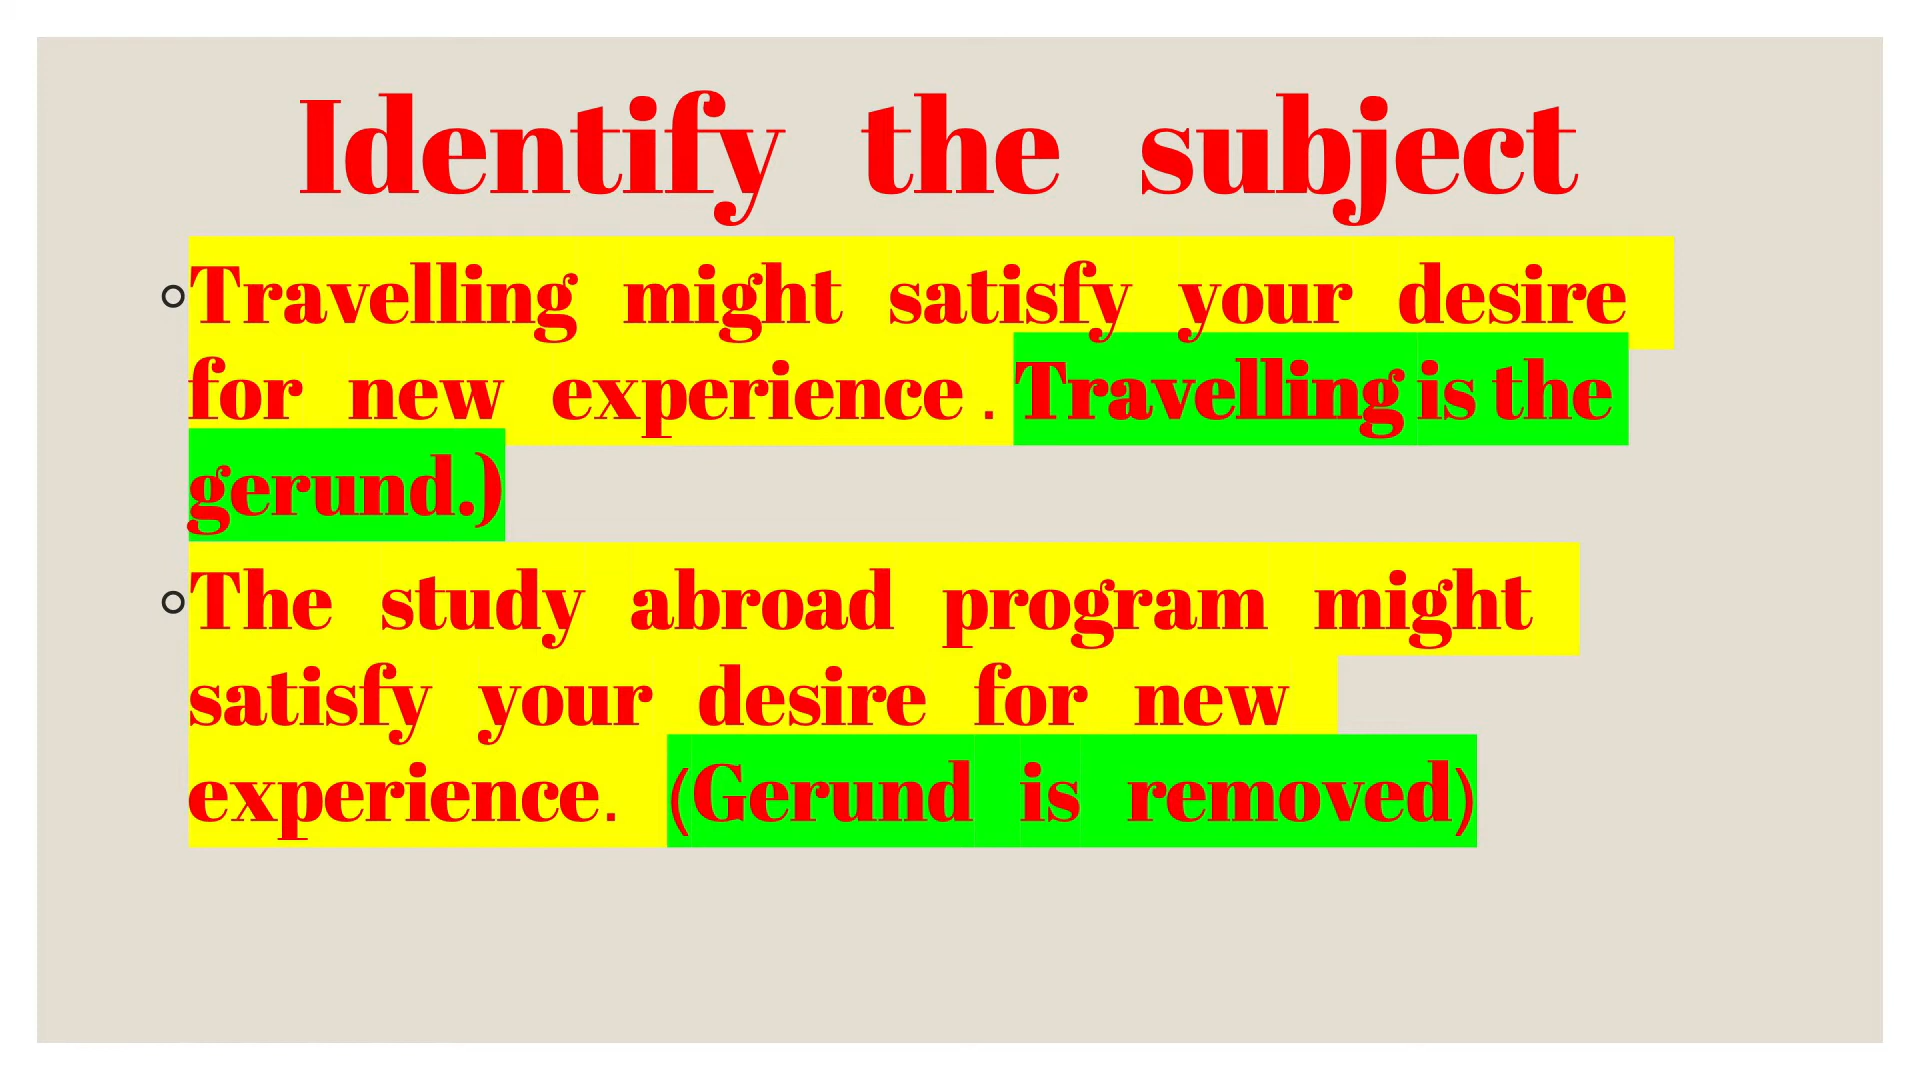 Identify the subject
Travelling might satisfy your desire
for new experience . Travelling is the
gerund.)
The study abroad program might
satisfy your desire for new
experience. (Gerund is removed)